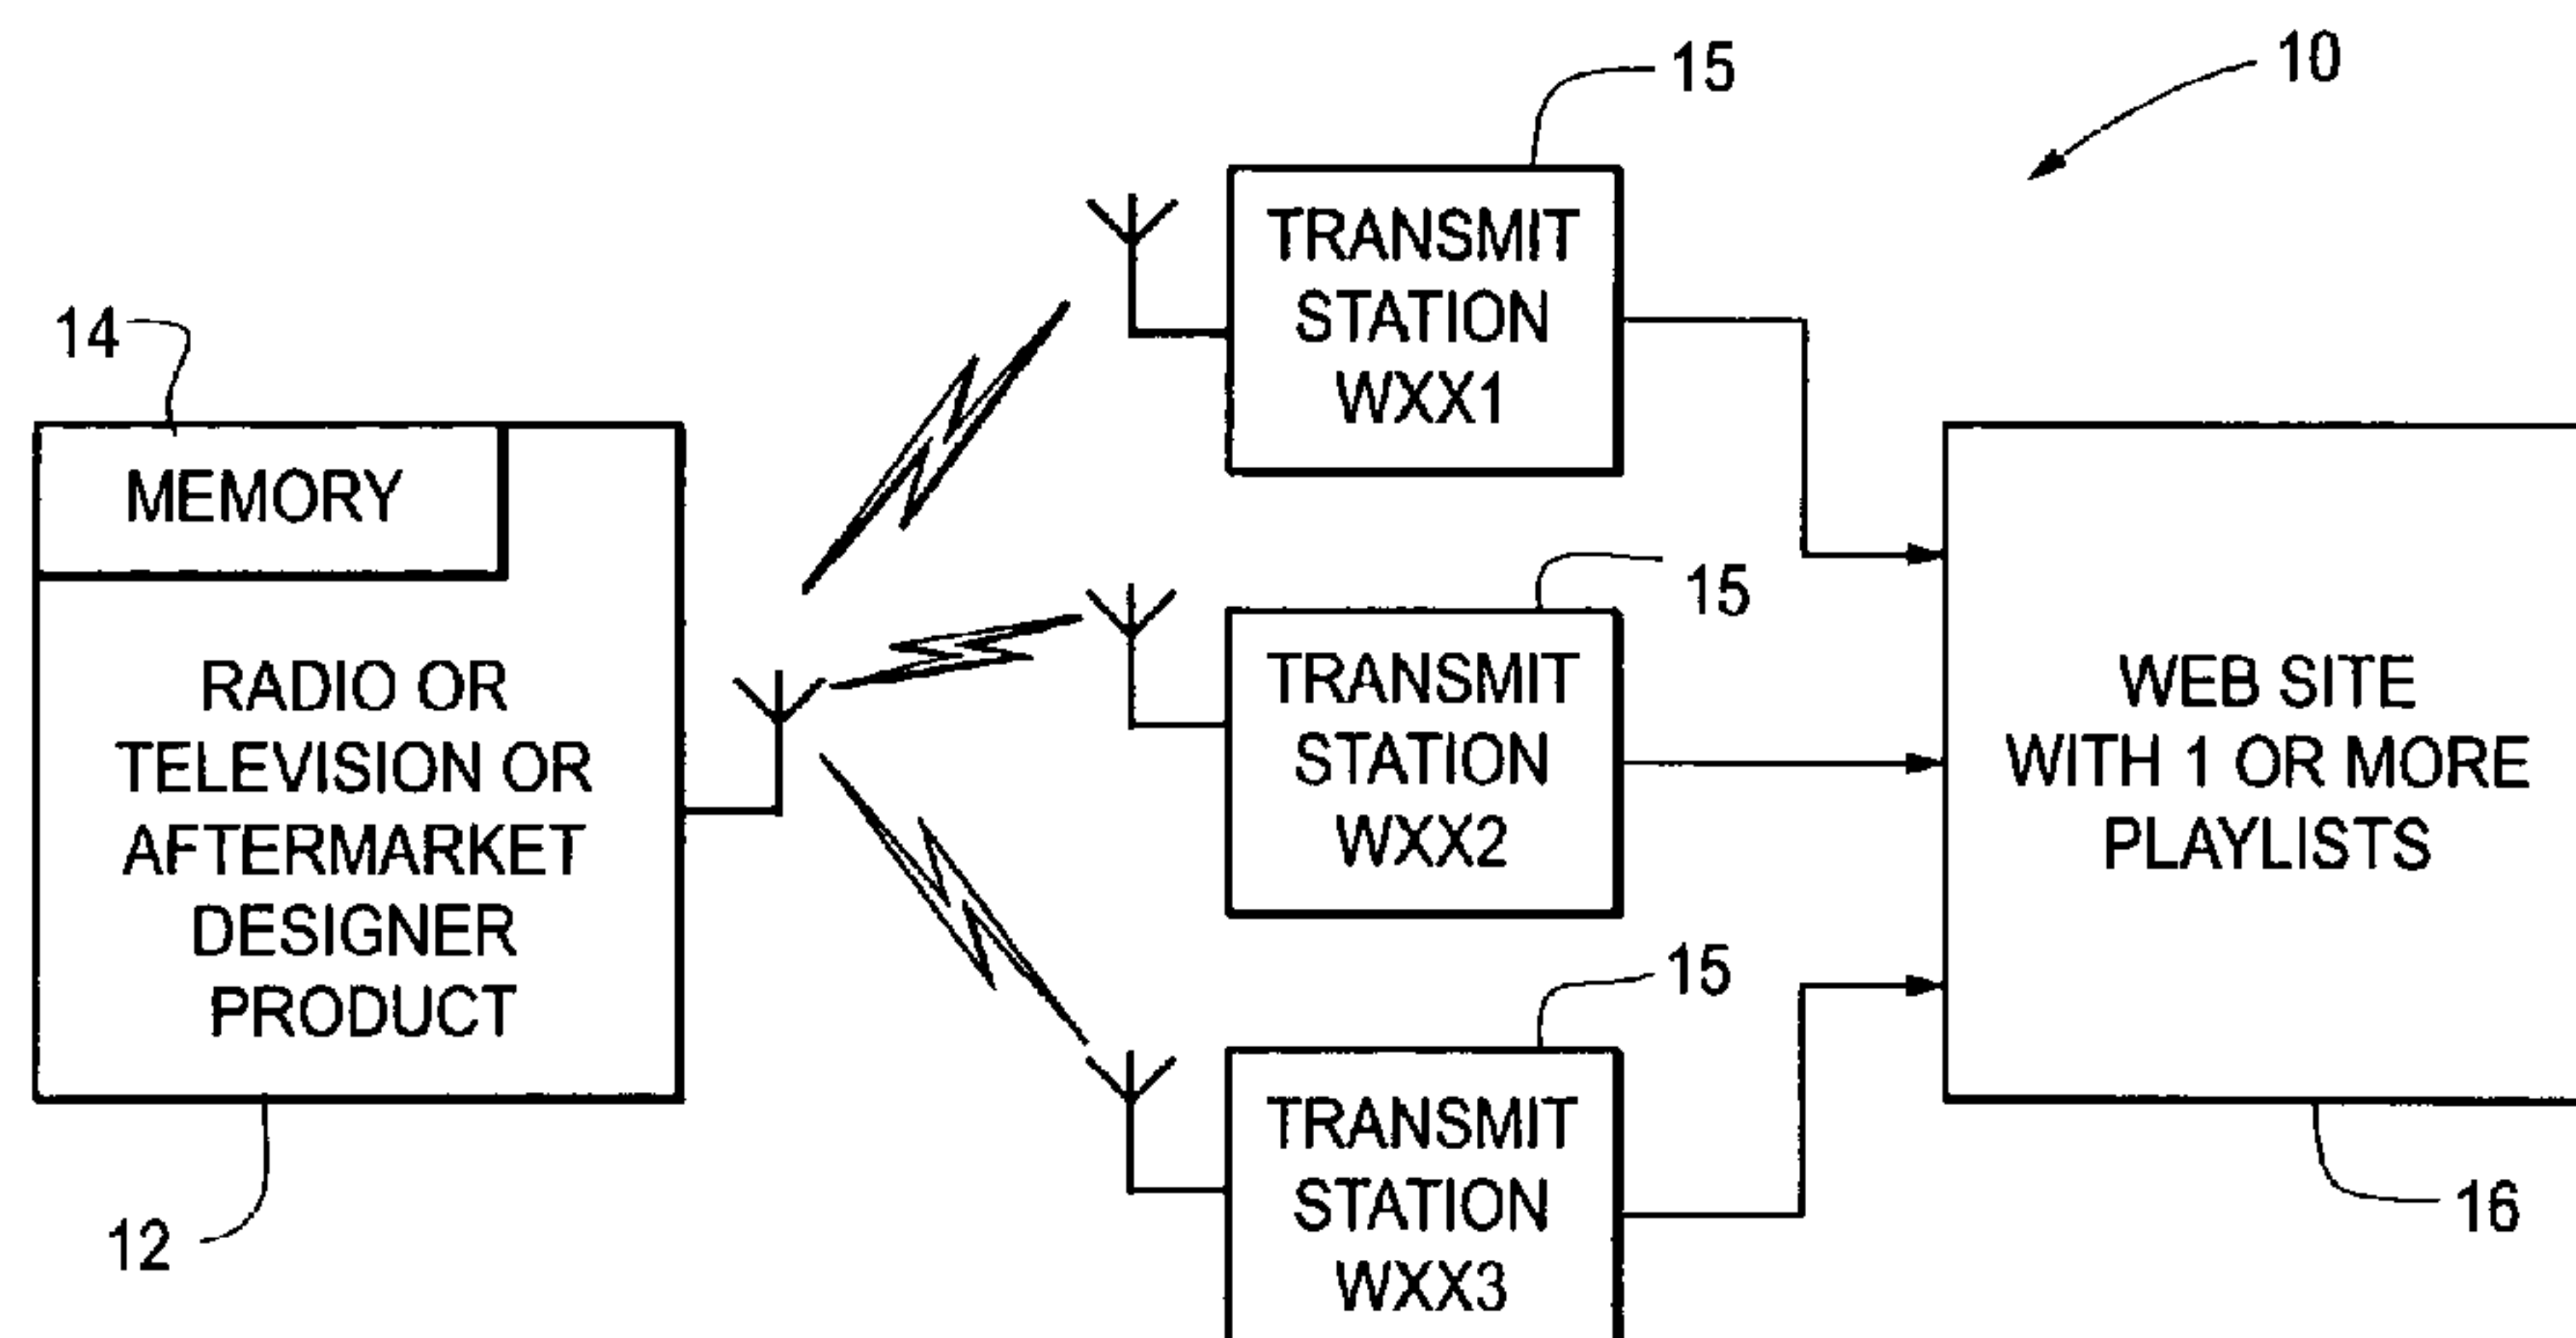 10
15
TRANSMIT
STATION
WXX1
14
MEMORY
RADIO OR
TELEVISION OR
AFTERMARKET
DESIGNER
PRODUCT
12
15
TRANSMIT
STATION
WXX2
15
TRANSMIT
STATION
WXX3
WEB SITE
WITH 1 OR MORE
PLAYLISTS
16